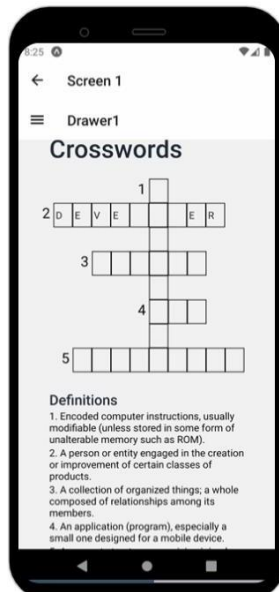 8:25
Screen 1
Drawer1
Crosswords
1
2 D E V E E R
3
4
5
Definitions
1. Encoded computer instructions, usually
modifiable (unless stored in some form of
unalterable memory such as ROM).
2. A person or entity engaged in the creation
or improvement of certain classes of
products.
3. A collection of organized things; a whole
composed of relationships among its
members.
4. An application (program), especially a
small one designed for a mobile device.